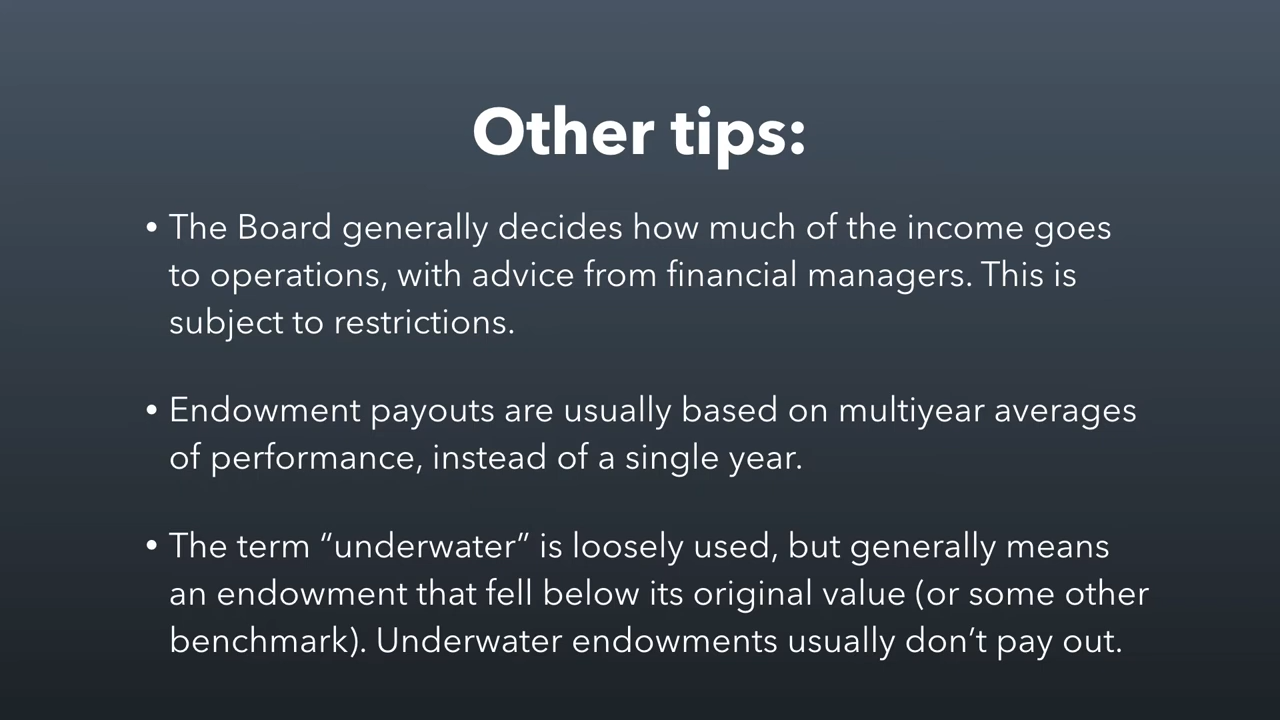 Other tips:
• The Board generally decides how much of the income goes
to operations, with advice from financial managers. This is
subject to restrictions.
• Endowment payouts are usually based on multiyear averages
of performance, instead of a single year.
• The term “underwater” is loosely used, but generally means
an endowment that fell below its original value (or some other
benchmark). Underwater endowments usually don’t pay out.